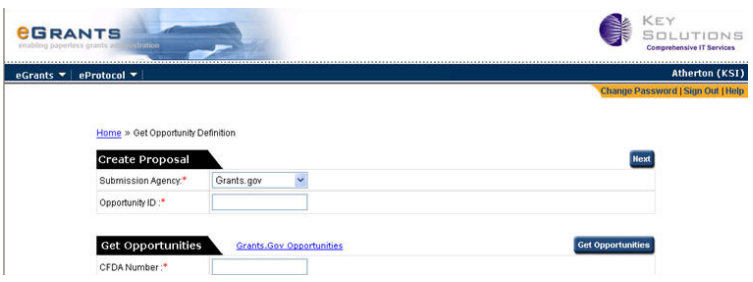 eGRANTS
enabling paperless grants administration
KEY
SOLUTIONS
Comprehensive IT Services
eGrants ▼ | eProtocol ▼ |
Atherton (KSI)
Change Password | Sign Out | Help
Home » Get Opportunity Definition
Create Proposal
Next
Submission Agency:* Grants.gov
Opportunity ID :*
Get Opportunities Grants.Gov Opportunities Get Opportunities
CFDA Number :*